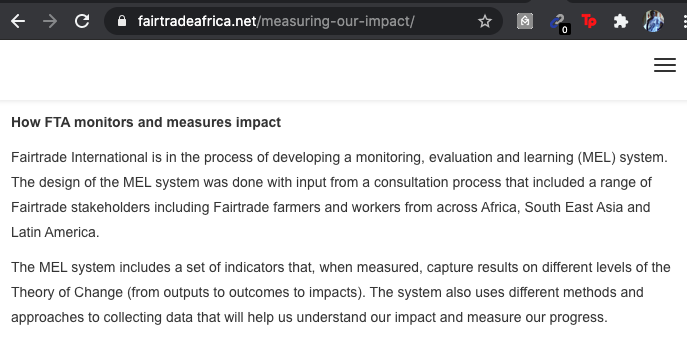 fairtradeafrica.net/measuring-our-impact/
0
Tp
How FTA monitors and measures impact
Fairtrade International is in the process of developing a monitoring, evaluation and learning (MEL) system.
The design of the MEL system was done with input from a consultation process that included a range of
Fairtrade stakeholders including Fairtrade farmers and workers from across Africa, South East Asia and
Latin America.
The MEL system includes a set of indicators that, when measured, capture results on different levels of the
Theory of Change (from outputs to outcomes to impacts). The system also uses different methods and
approaches to collecting data that will help us understand our impact and measure our progress.